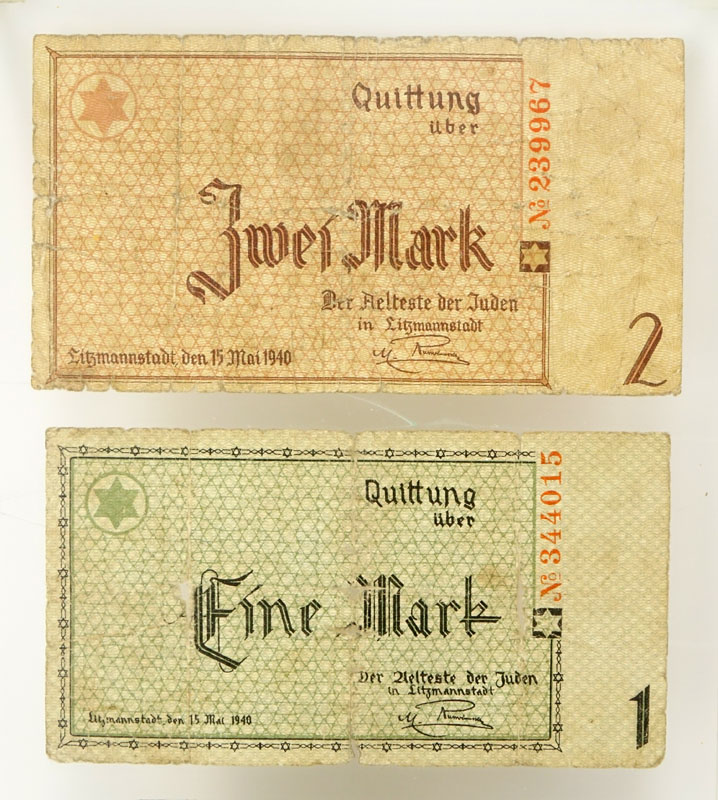 Quittung
über
Zwei Mark
Der Aelteste der Juden
in Litzmannstadt
Litzmannstadt, den 15 Mai 1940
№ 239967
2
Quittung
über
Eine Mark
Der Aelteste der Juden
in Litzmannstadt
Litzmannstadt, den 15 Mai 1940
№ 344015
1